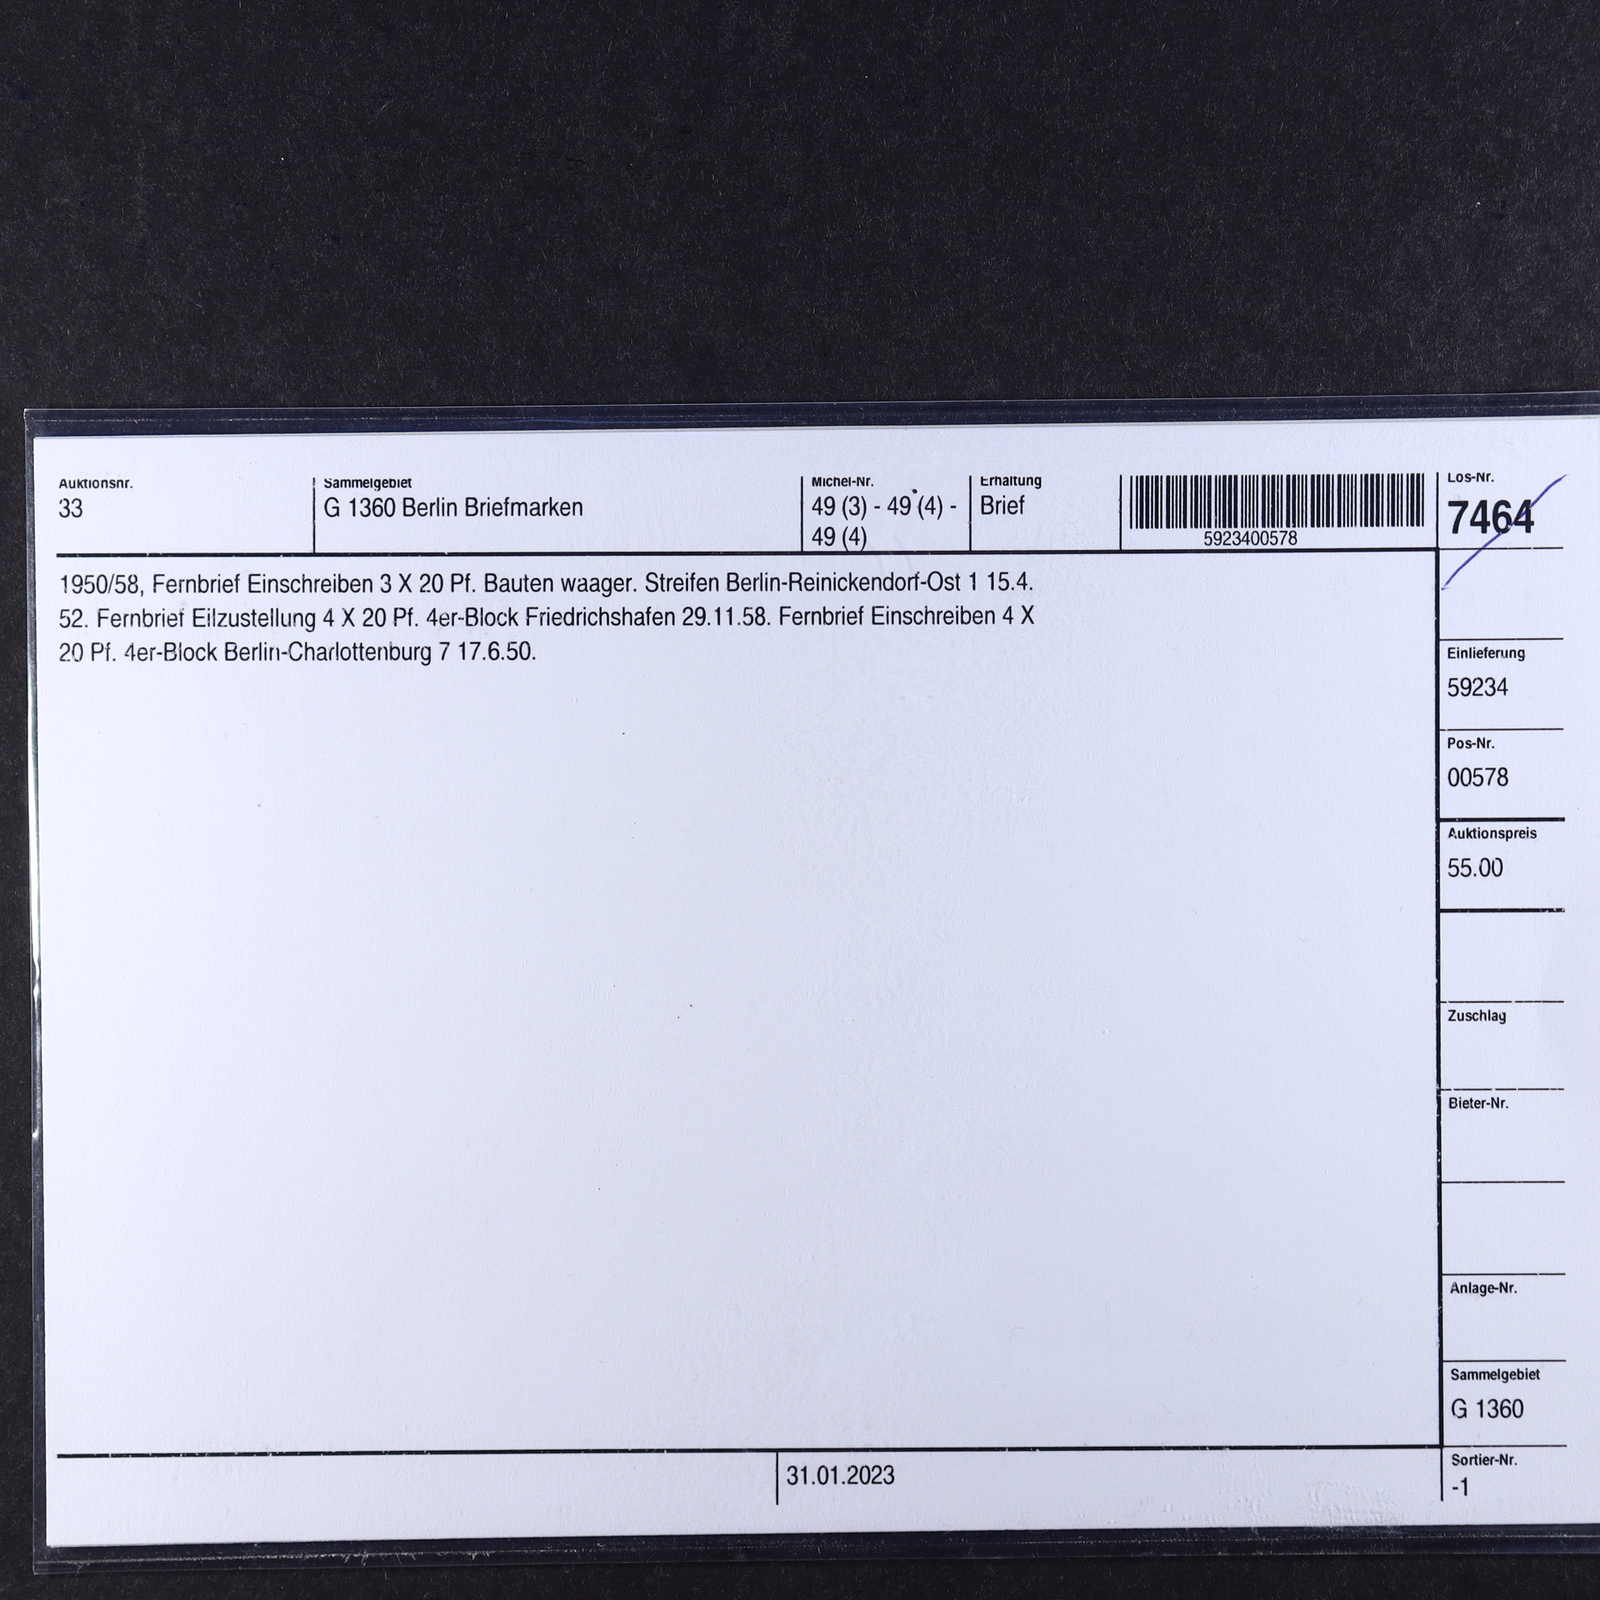 Auktionsnr.
33
Sammelgebiet
G 1360 Berlin Briefmarken
Michel-Nr.
49 (3) - 49 (4) -
49 (4)
Erhaltung
Brief
5923400578
Los-Nr.
7464
1950/58, Fernbrief Einschreiben 3 X 20 Pf. Bauten waager. Streifen Berlin-Reinickendorf-Ost 1 15.4.
52. Fernbrief Eilzustellung 4 X 20 Pf. 4er-Block Friedrichshafen 29.11.58. Fernbrief Einschreiben 4 X
20 Pf. 4er-Block Berlin-Charlottenburg 7 17.6.50.
Einlieferung
59234
Pos-Nr.
00578
Auktionspreis
55.00
Zuschlag
Bieter-Nr.
Anlage-Nr.
Sammelgebiet
G 1360
Sortier-Nr.
-1
31.01.2023